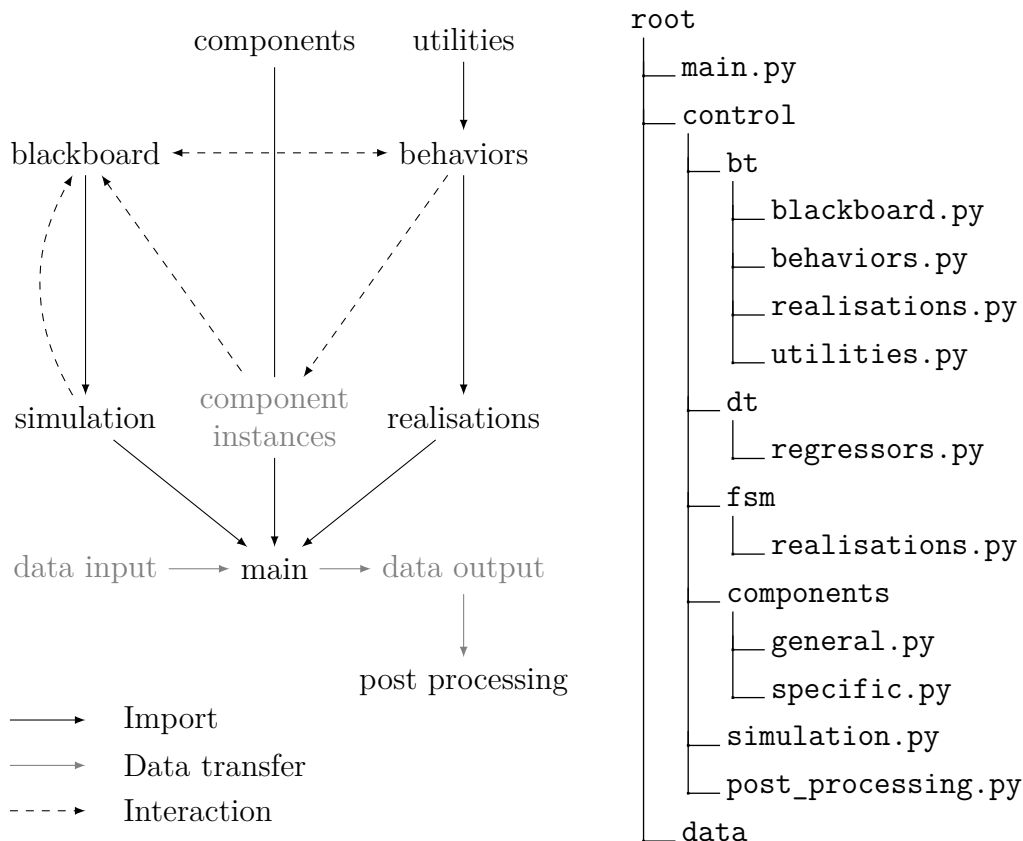 components
utilities
blackboard
behaviors
simulation
component
instances
realisations
data input
main
data output
post processing
Import
Data transfer
Interaction
root
main.py
control
bt
blackboard.py
behaviors.py
realisations.py
utilities.py
dt
regressors.py
fsm
realisations.py
components
general.py
specific.py
simulation.py
post_processing.py
data